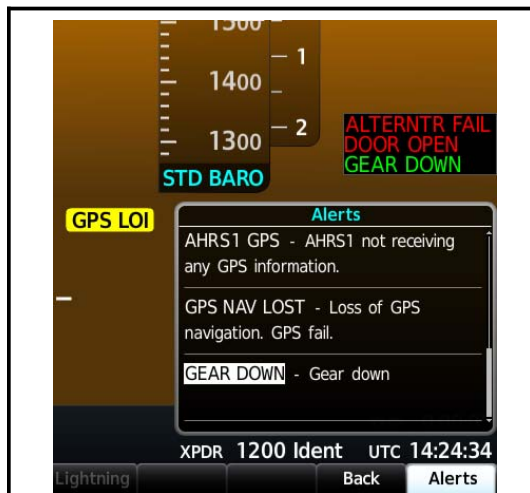 1500
1
1400
2
1300
ALTERNTR FAIL
DOOR OPEN
GEAR DOWN
STD BARO
GPS LOI
Alerts
AHRS1 GPS - AHRS1 not receiving
any GPS information.
GPS NAV LOST - Loss of GPS
navigation. GPS fail.
GEAR DOWN - Gear down
XPDR 1200 Ident UTC 14:24:34
Lightning Back Alerts